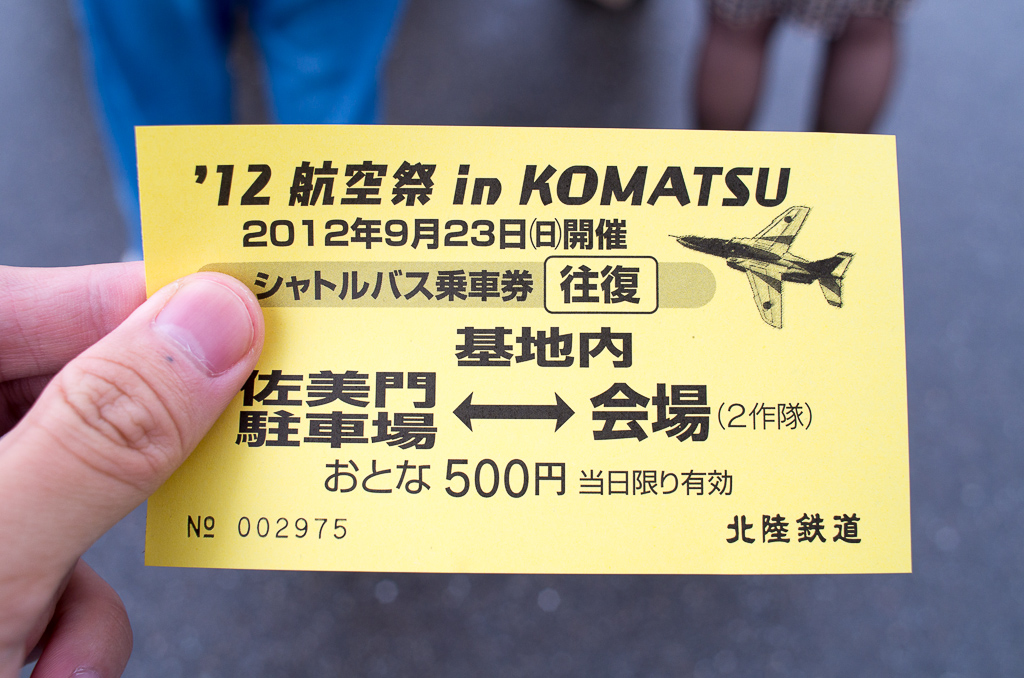 '12 航空祭 in KOMATSU
2012年9月23日(日)開催
シャトルバス乗車券 往復
基地内
佐美門駐車場 ↔ 会場 (2作隊)
おとな 500円 当日限り有効
№ 002975 北陸鉄道